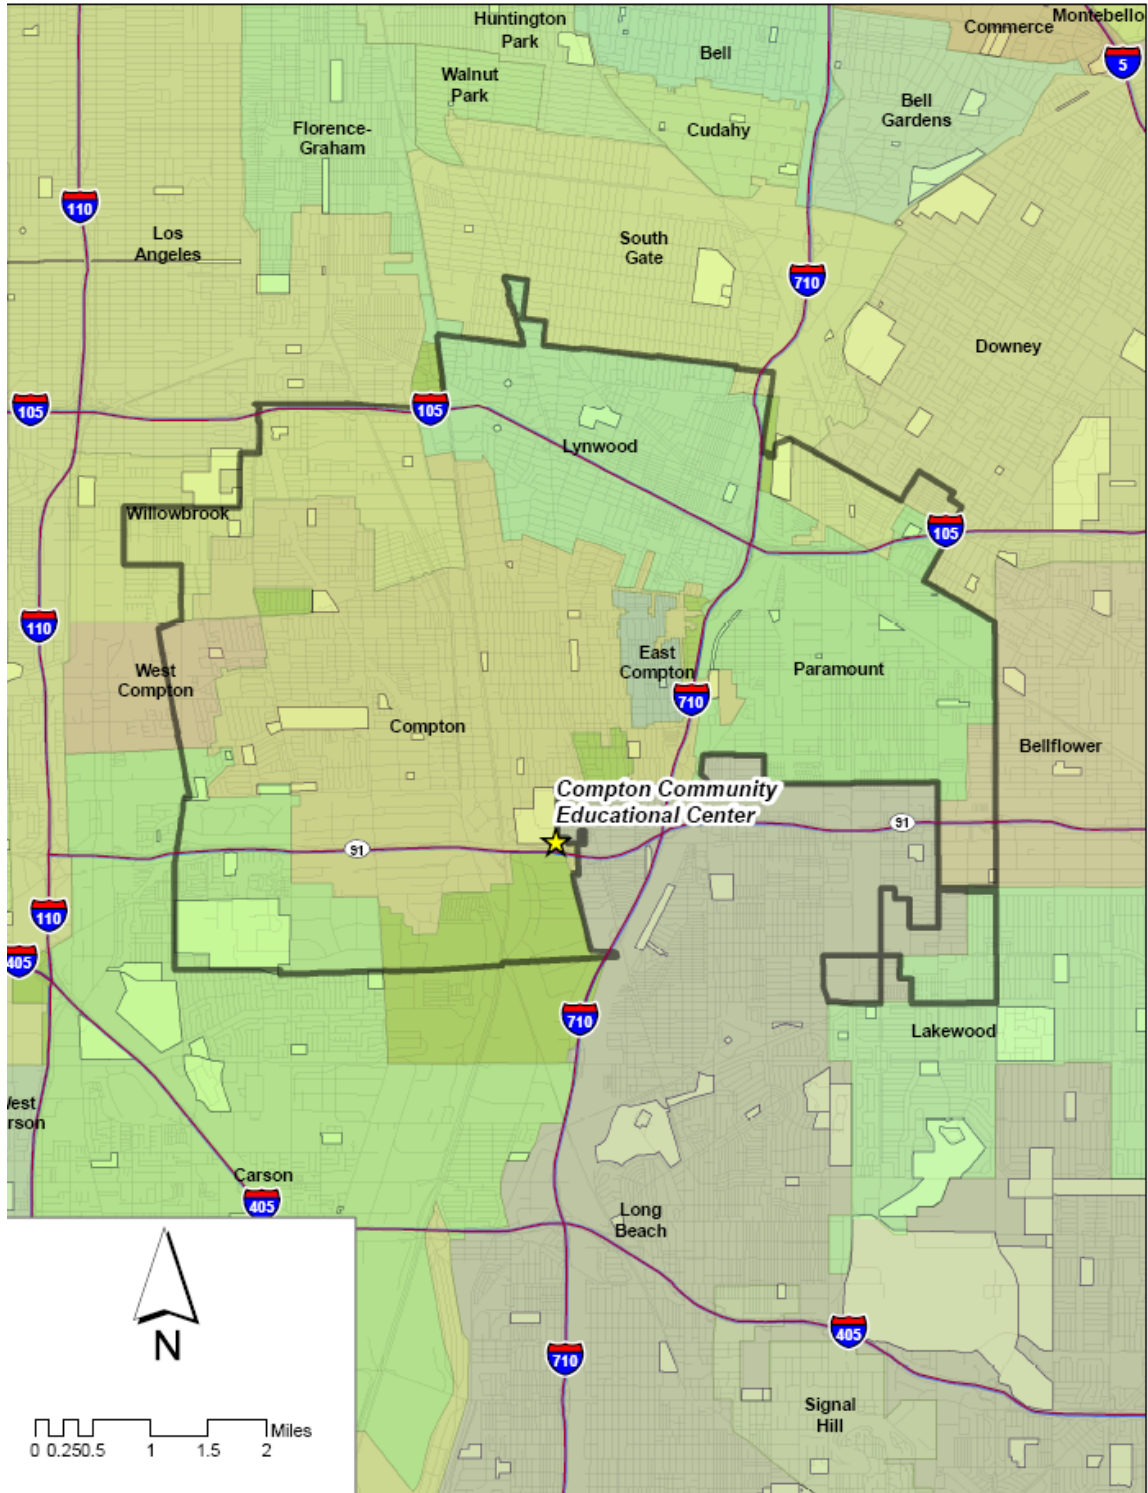 Huntington
Park
Commerce
Montebello
5
Bell
Walnut
Park
Bell
Gardens
Florence-
Graham
Cudahy
110
Los
Angeles
South
Gate
710
Downey
105
105
Lynwood
Willowbrook
105
110
West
Compton
East
Compton
Paramount
710
Compton
Bellflower
Compton Community
Educational Center
91
91
110
405
710
Lakewood
Carson
405
Long
Beach
N
405
710
Signal
Hill
Miles
0 0.25 0.5 1 1.5 2